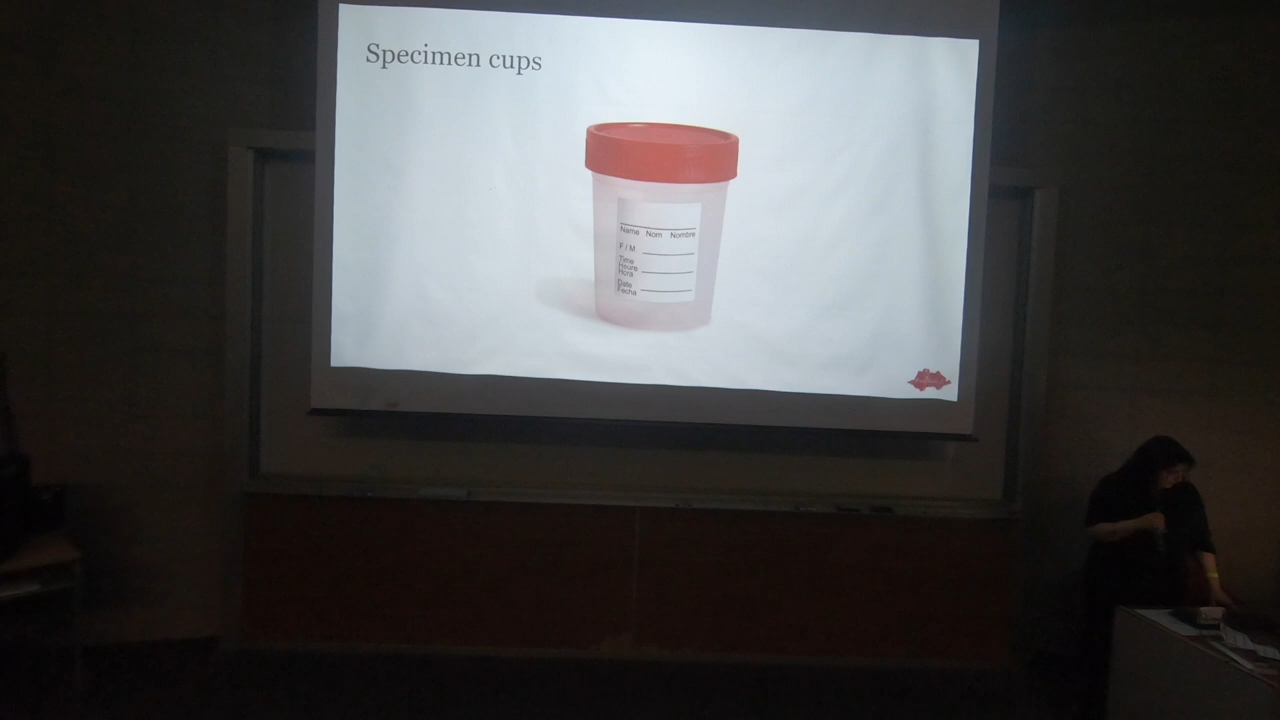 Specimen cups
Name Nom Nombre
F / M
Time
Heure
Hora
Date
Fecha